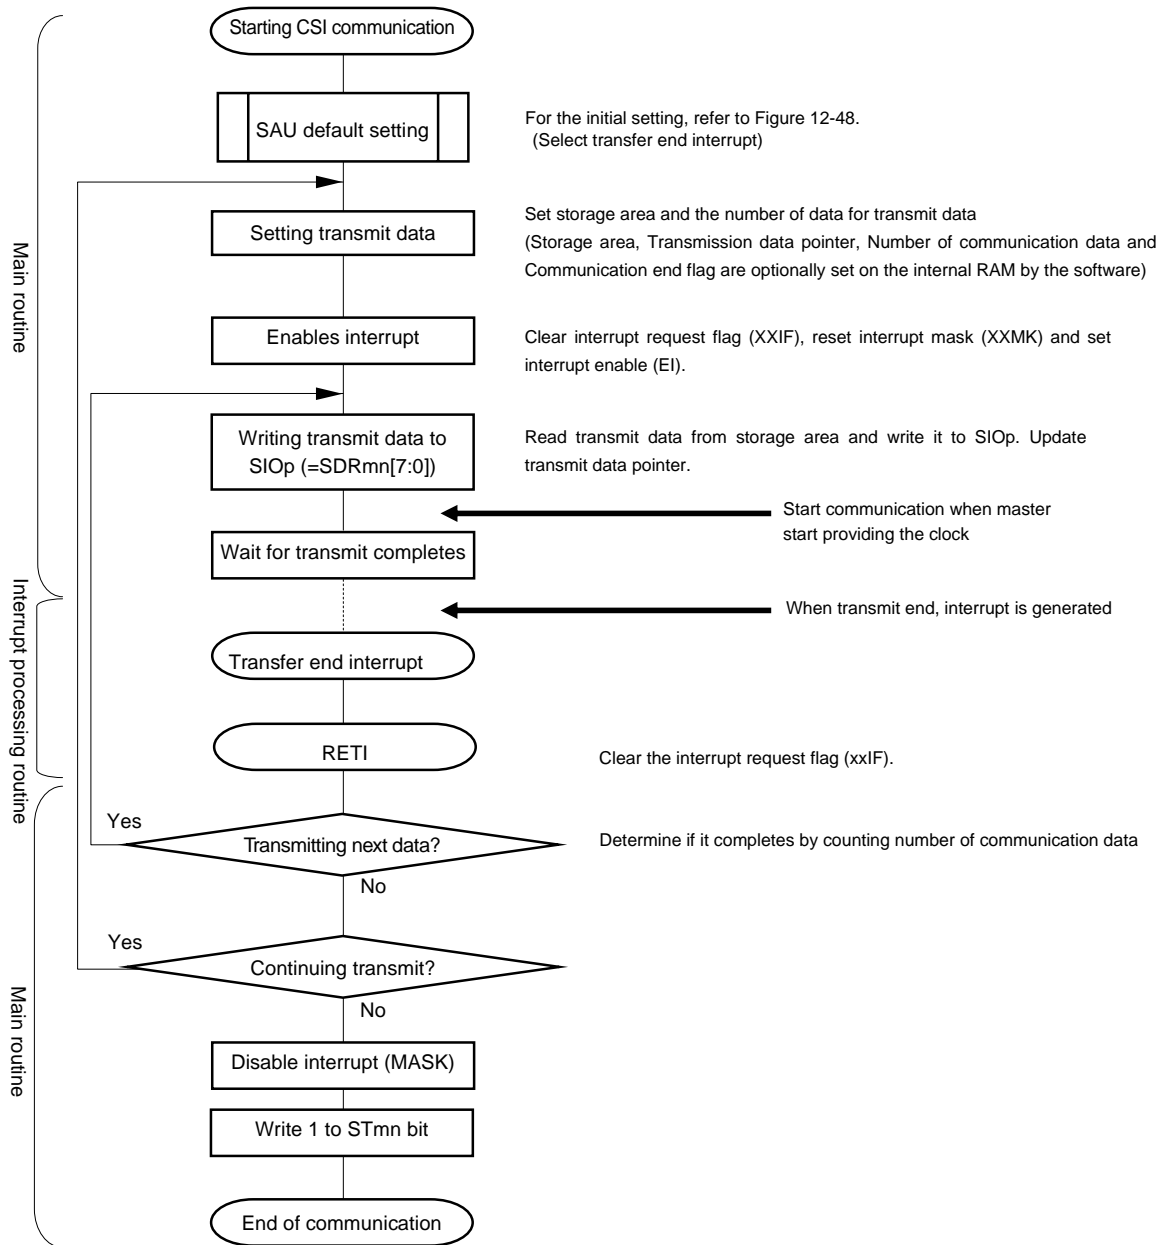 Starting CSI communication
SAU default setting
For the initial setting, refer to Figure 12-48.
(Select transfer end interrupt)
Main routine
Setting transmit data
Set storage area and the number of data for transmit data
(Storage area, Transmission data pointer, Number of communication data and
Communication end flag are optionally set on the internal RAM by the software)
Enables interrupt
Clear interrupt request flag (XXIF), reset interrupt mask (XXMK) and set
interrupt enable (EI).
Writing transmit data to
SIOp (=SDRmn[7:0])
Read transmit data from storage area and write it to SIOp. Update
transmit data pointer.
Start communication when master
start providing the clock
Wait for transmit completes
When transmit end, interrupt is generated
Interrupt processing routine
Transfer end interrupt
RETI
Clear the interrupt request flag (xxIF).
Yes
Transmitting next data?
Determine if it completes by counting number of communication data
No
Yes
Continuing transmit?
No
Main routine
Disable interrupt (MASK)
Write 1 to STmn bit
End of communication